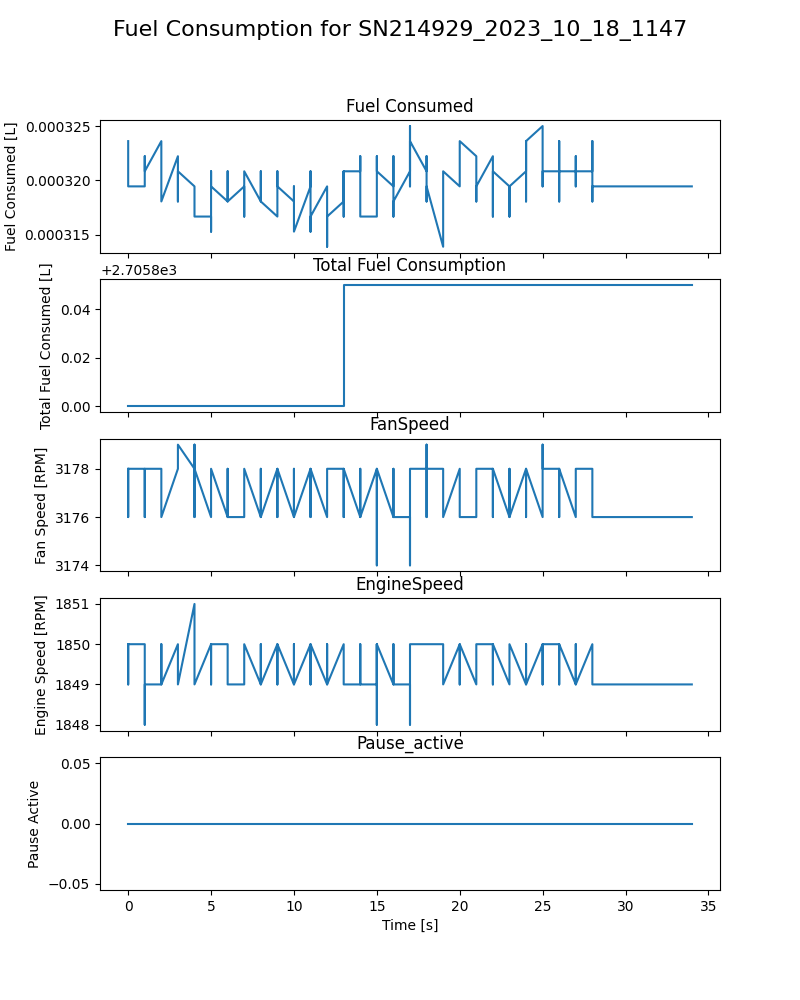 Fuel Consumption for SN214929_2023_10_18_1147
Fuel Consumed
Fuel Consumed [L]
0.000325
0.000320
0.000315
+2.7058e3
Total Fuel Consumption
Total Fuel Consumed [L]
0.04
0.02
0.00
FanSpeed
Fan Speed [RPM]
3178
3176
3174
EngineSpeed
Engine Speed [RPM]
1851
1850
1849
1848
Pause_active
Pause Active
0.05
0.00
−0.05
0 5 10 15 20 25 30 35
Time [s]